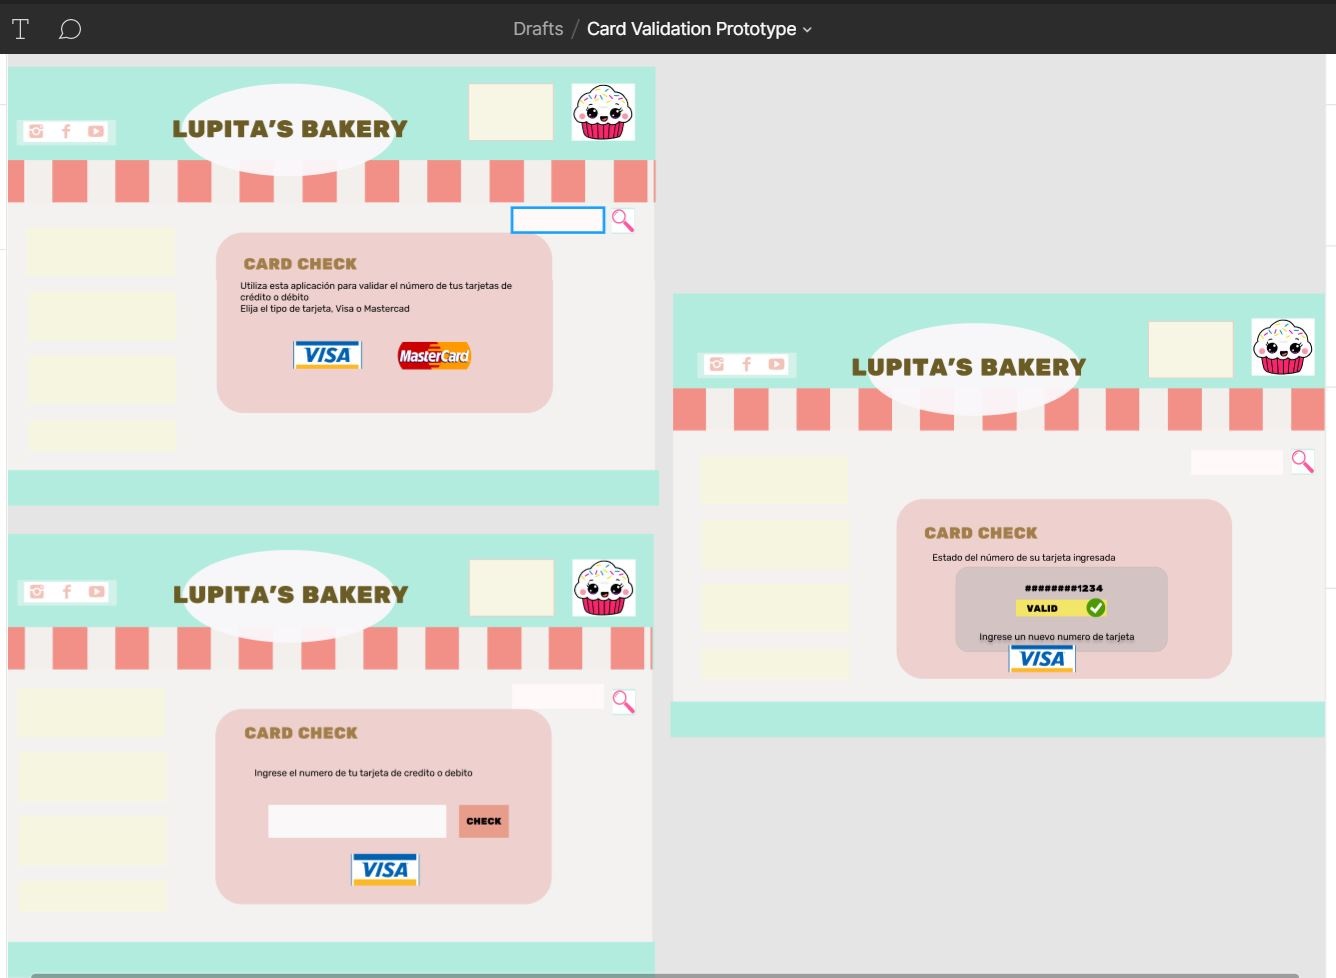 Drafts / Card Validation Prototype
LUPITA'S BAKERY
CARD CHECK
Utiliza esta aplicación para validar el número de tus tarjetas de
crédito o débito
Elija el tipo de tarjeta, Visa o Mastercad
VISA
MasterCard
LUPITA'S BAKERY
CARD CHECK
Ingrese el numero de tu tarjeta de credito o debito
CHECK
VISA
LUPITA'S BAKERY
CARD CHECK
Estado del número de su tarjeta ingresada
########1234
VALID
Ingrese un nuevo numero de tarjeta
VISA